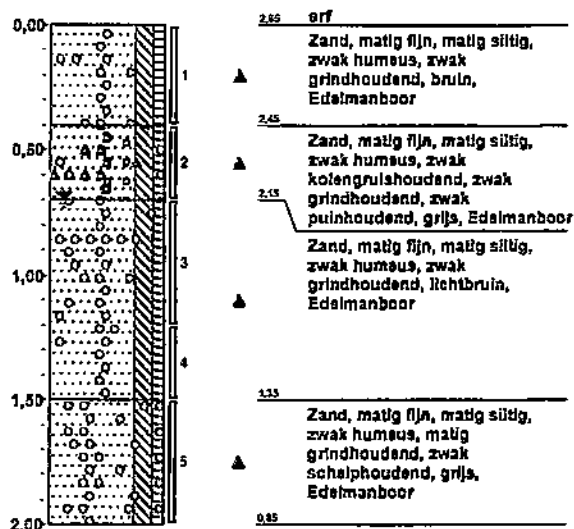 0,00
0,50
1,00
1,50
2,00
1
2
3
4
5
2,85 erf
Zand, matig fijn, matig siltig,
zwak humeus, zwak
grindhoudend, bruin,
Edelmanboor
2,45
Zand, matig fijn, matig siltig,
zwak humeus, zwak
kolengruishoudend, zwak
grindhoudend, zwak
puinhoudend, grijs, Edelmanboor
2,15
Zand, matig fijn, matig siltig,
zwak humeus, zwak
grindhoudend, lichtbruin,
Edelmanboor
1,35
Zand, matig fijn, matig siltig,
zwak humeus, matig
grindhoudend, zwak
schelphoudend, grijs,
Edelmanboor
0,85